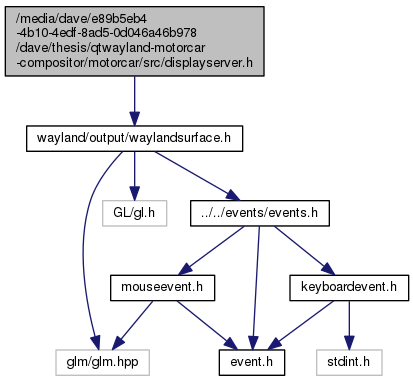 /media/dave/e89b5eb4
-4b10-4edf-8ad5-0d046a46b978
/dave/thesis/qtwayland-motorcar
-compositor/motorcar/src/displayserver.h
wayland/output/waylandsurface.h
GL/gl.h
../../events/events.h
mouseevent.h
keyboardevent.h
glm/glm.hpp
event.h
stdint.h